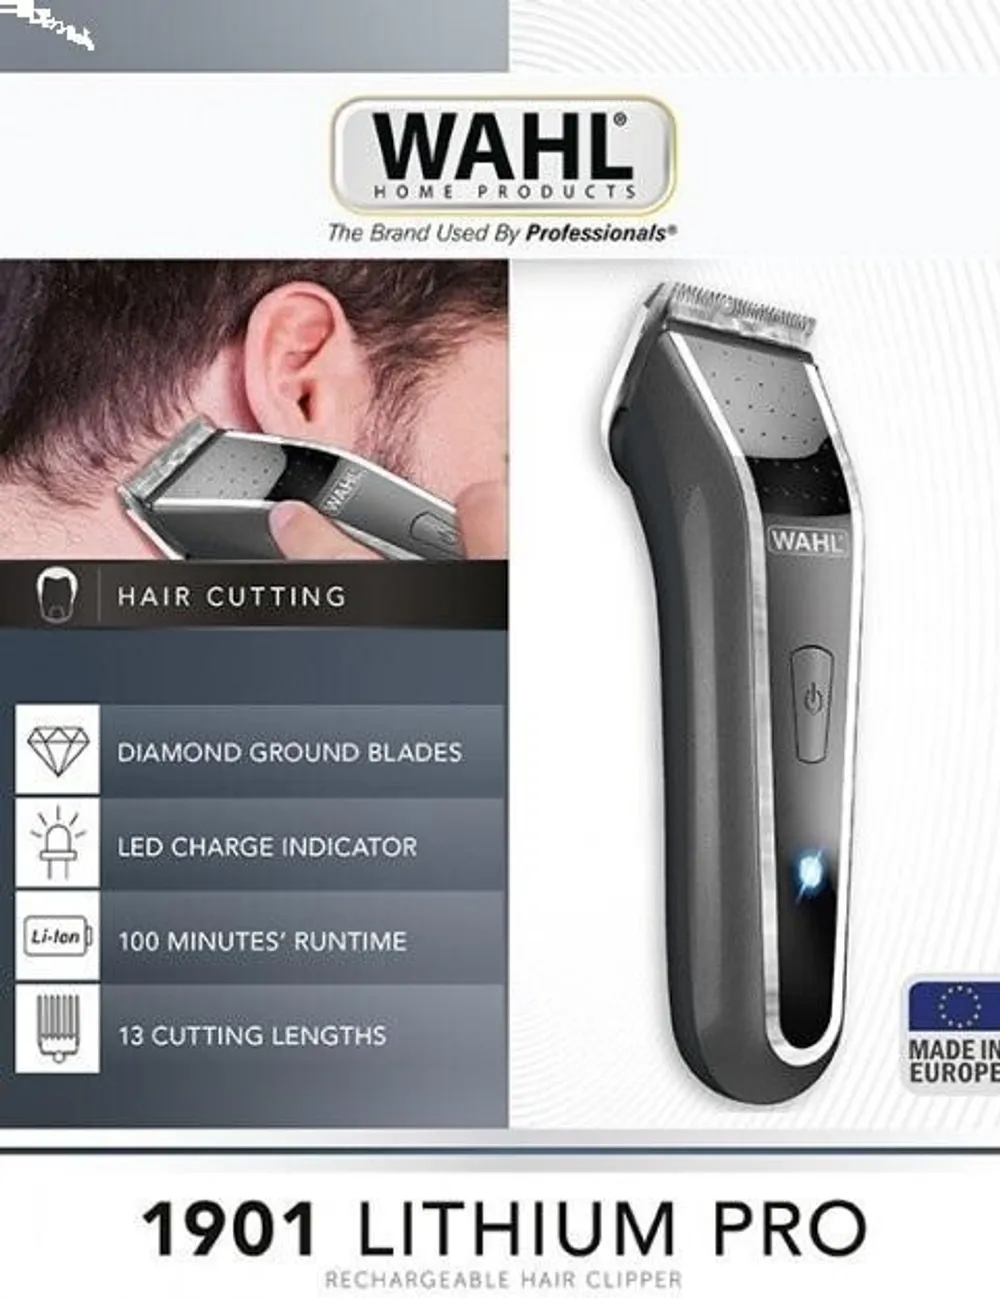 WAHL®
HOME PRODUCTS
The Brand Used By Professionals®
WAHL
WAHL
HAIR CUTTING
DIAMOND GROUND BLADES
LED CHARGE INDICATOR
Li-Ion
100 MINUTES' RUNTIME
13 CUTTING LENGTHS
MADE IN
EUROPE
1901 LITHIUM PRO
RECHARGEABLE HAIR CLIPPER